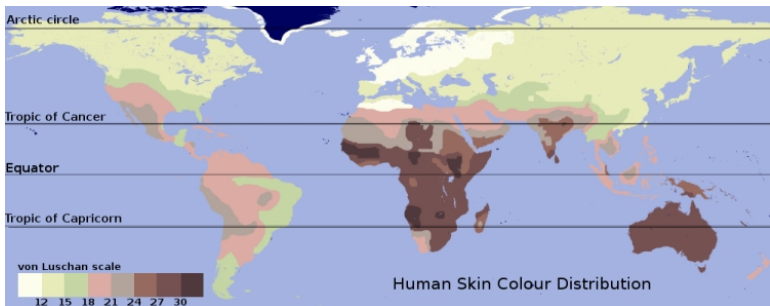 Arctic circle
Tropic of Cancer
Equator
Tropic of Capricorn
von Luschan scale
12 15 18 21 24 27 30
Human Skin Colour Distribution